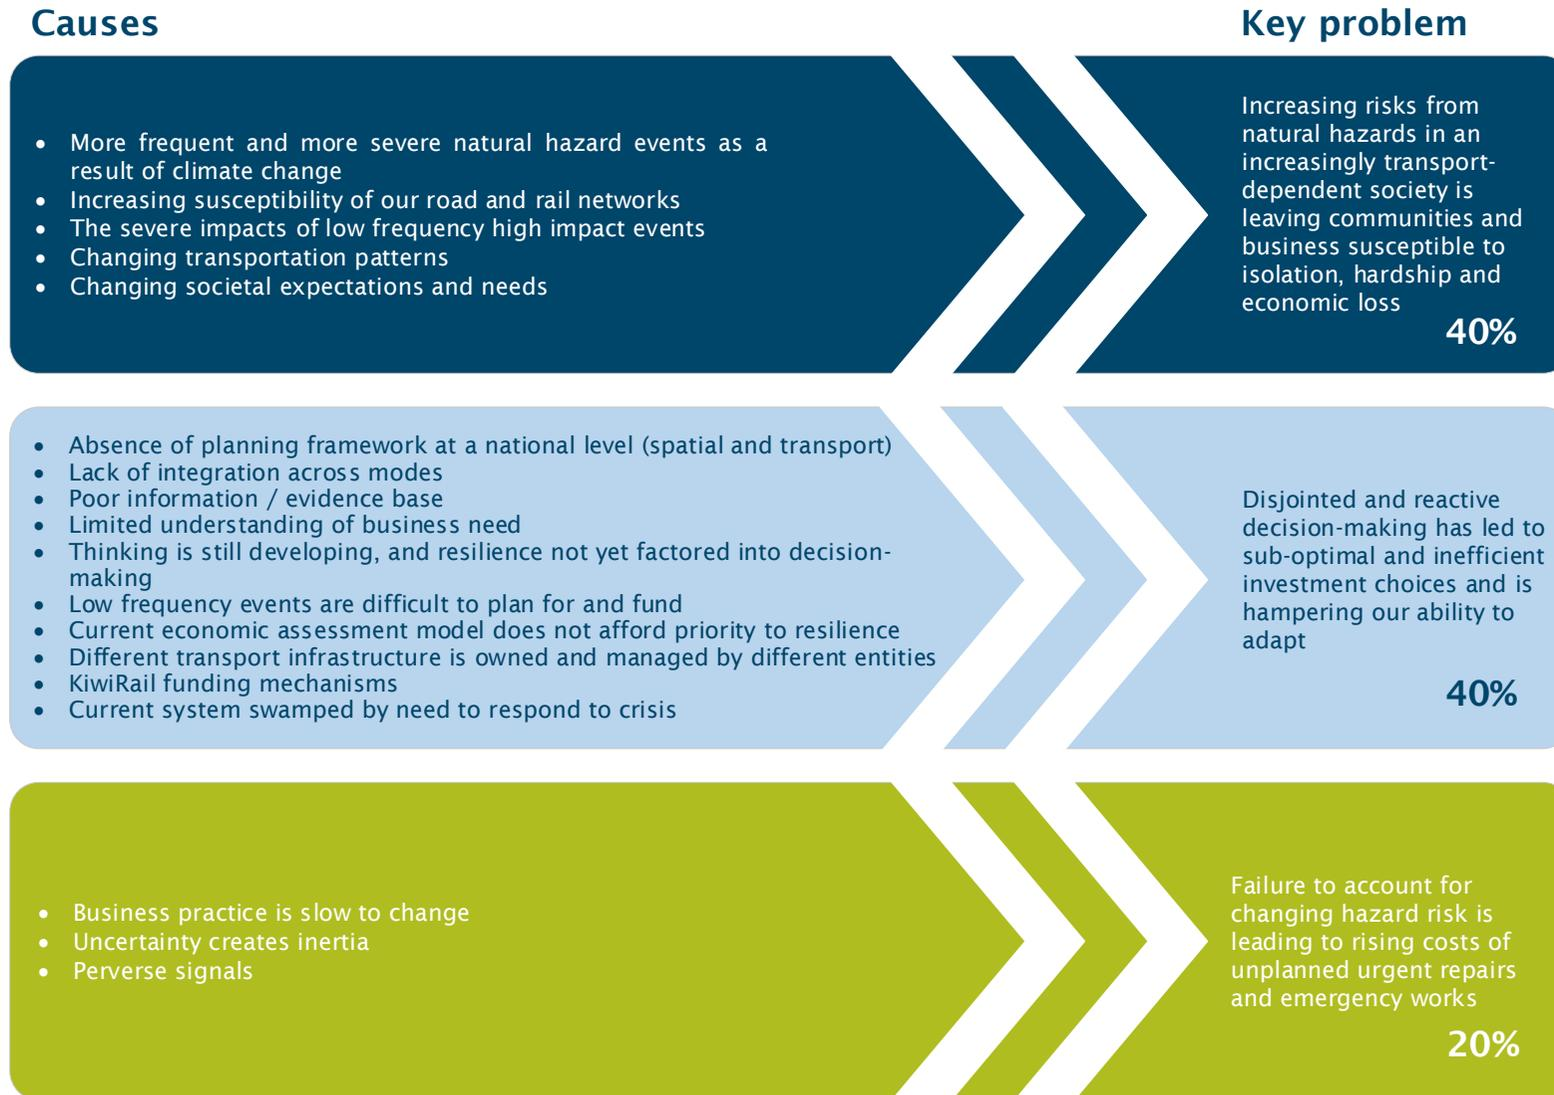 Causes
Key problem
• More frequent and more severe natural hazard events as a
result of climate change
• Increasing susceptibility of our road and rail networks
• The severe impacts of low frequency high impact events
• Changing transportation patterns
• Changing societal expectations and needs
Increasing risks from
natural hazards in an
increasingly transport-
dependent society is
leaving communities and
business susceptible to
isolation, hardship and
economic loss
40%
• Absence of planning framework at a national level (spatial and transport)
• Lack of integration across modes
• Poor information / evidence base
• Limited understanding of business need
• Thinking is still developing, and resilience not yet factored into decision-
making
• Low frequency events are difficult to plan for and fund
• Current economic assessment model does not afford priority to resilience
• Different transport infrastructure is owned and managed by different entities
• KiwiRail funding mechanisms
• Current system swamped by need to respond to crisis
Disjointed and reactive
decision-making has led to
sub-optimal and inefficient
investment choices and is
hampering our ability to
adapt
40%
• Business practice is slow to change
• Uncertainty creates inertia
• Perverse signals
Failure to account for
changing hazard risk is
leading to rising costs of
unplanned urgent repairs
and emergency works
20%